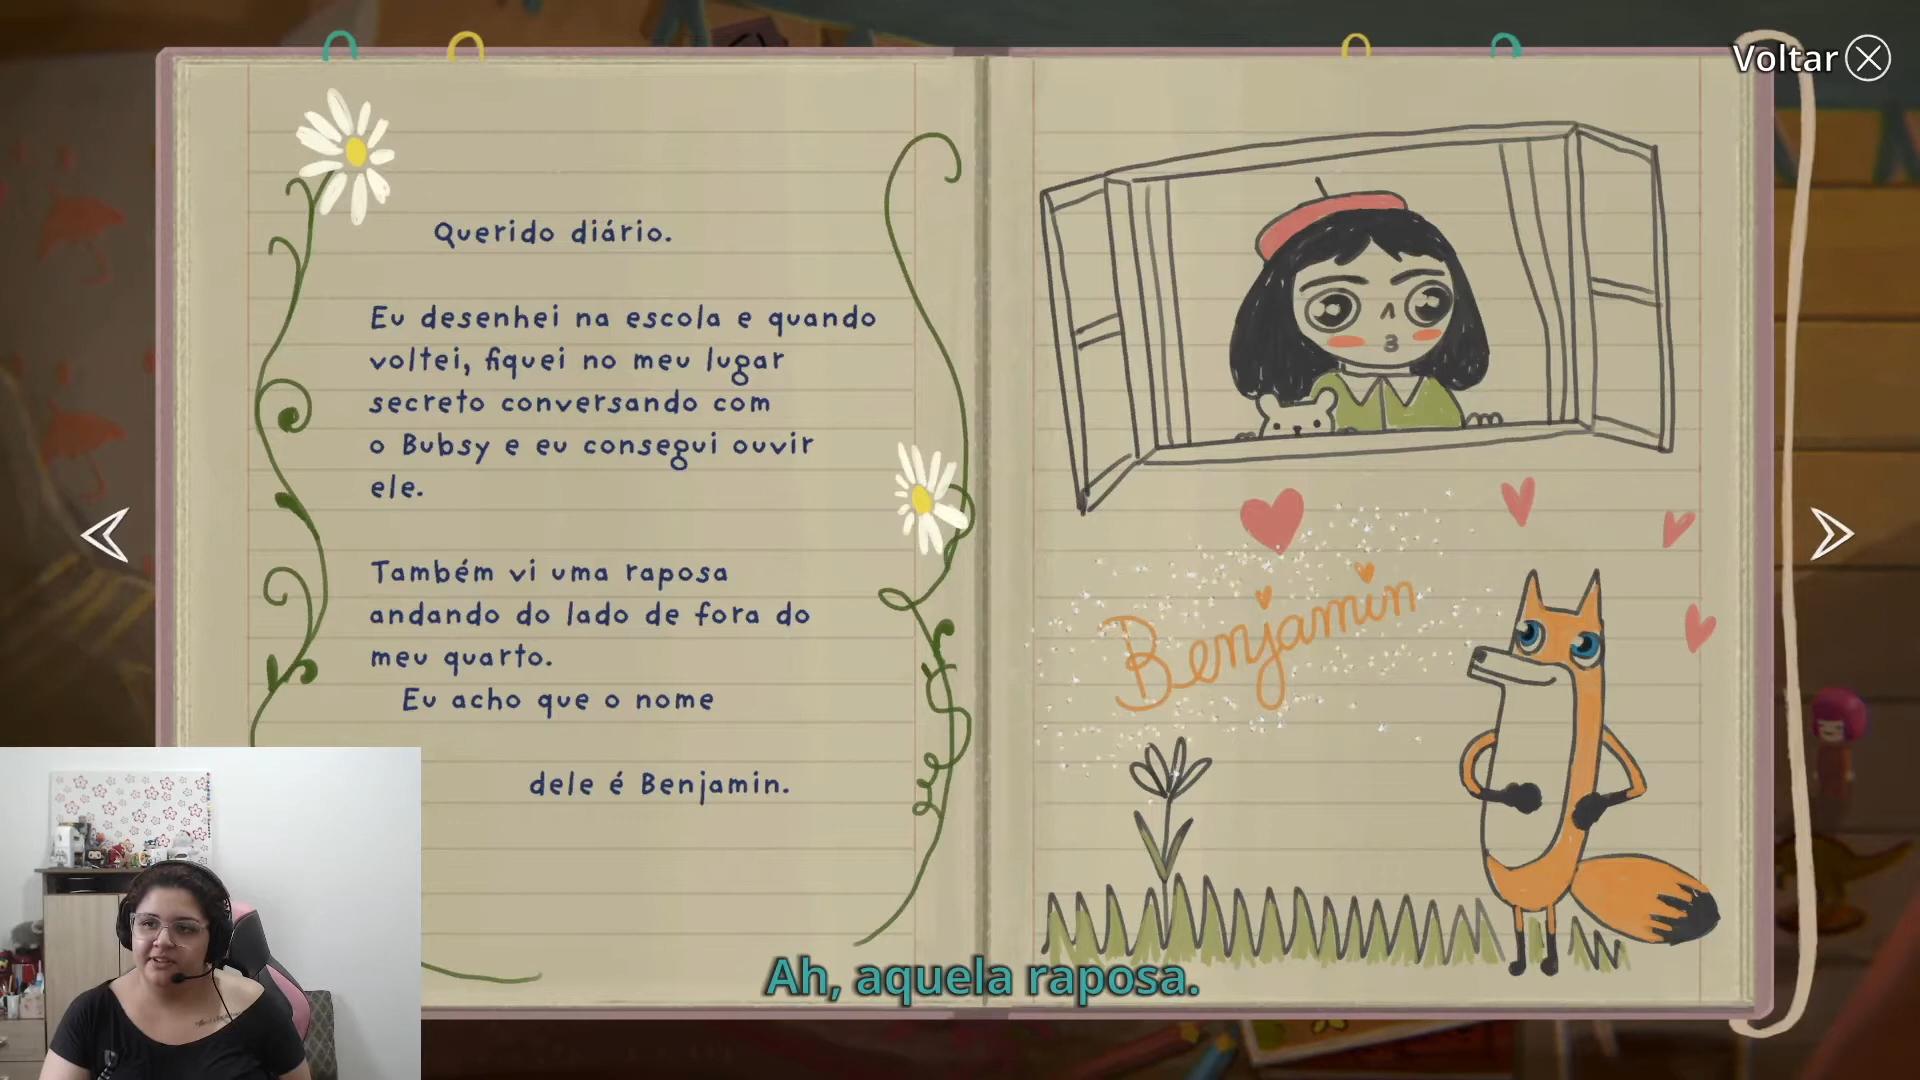 Voltar
Querido diário.
Eu desenhei na escola e quando
voltei, fiquei no meu lugar
secreto conversando com
o Bubsy e eu consegui ouvir
ele.
Também vi uma raposa
andando do lado de fora do
meu quarto.
Eu acho que o nome
dele é Benjamin.
Benjamin
Ah, aquela raposa.